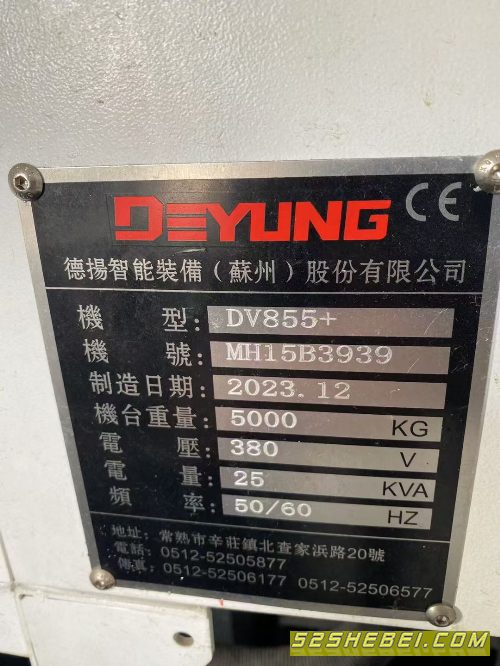 DEYUNG CE
德揚智能裝備（蘇州）股份有限公司
機 型: DV855+
機 號: MH15B3939
制造日期: 2023.12
機台重量: 5000 KG
電 壓: 380 V
電 量: 25 KVA
頻 率: 50/60 HZ
地址: 常熟市辛莊鎮北查家浜路20號
電話: 0512-52505877
傳真: 0512-52506177 0512-52506577
52SHEBEI.COM